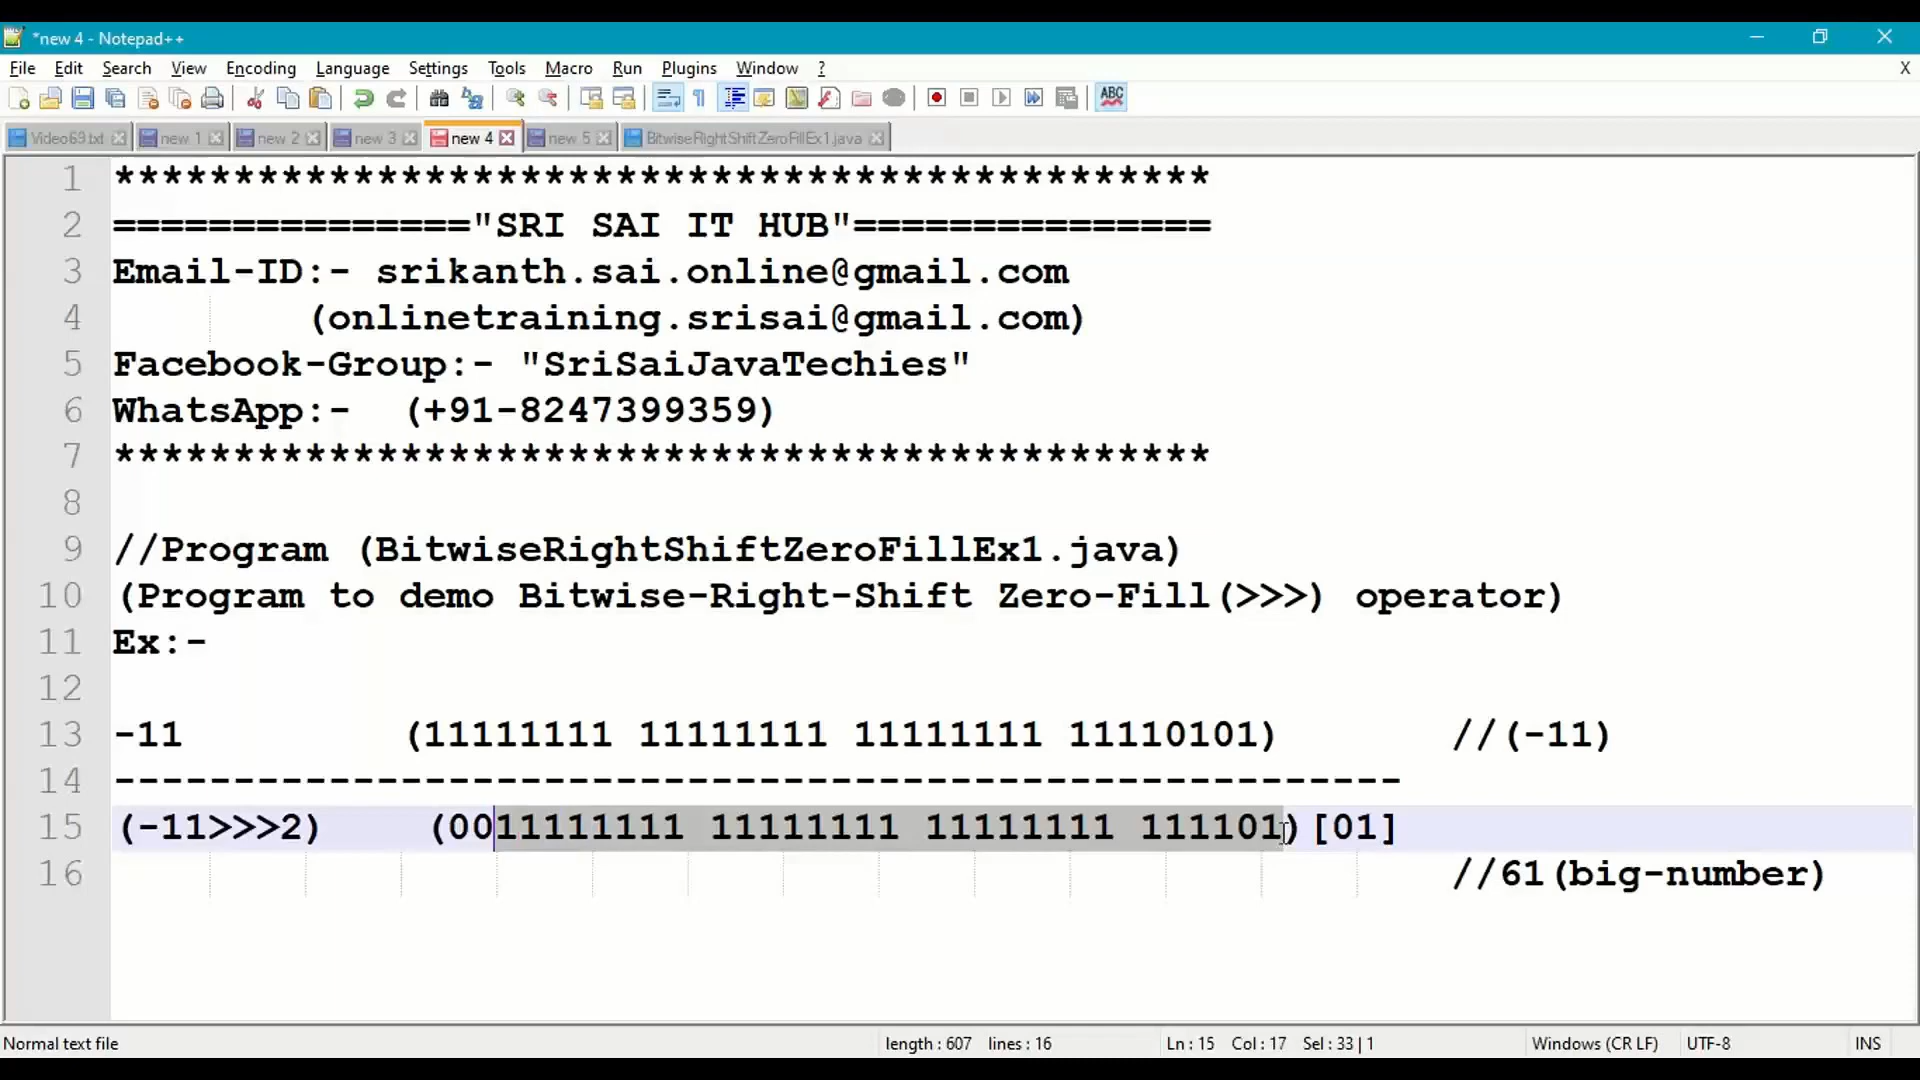 *new 4 - Notepad++
File Edit Search View Encoding Language Settings Tools Macro Run Plugins Window ? X
ABC
Video69.txt new 1 new 2 new 3 new 4 new 5 BitwiseRightShiftZeroFillEx1.java
1 **********************************************
2 ==============="SRI SAI IT HUB"===============
3 Email-ID:- srikanth.sai.online@gmail.com
4 (onlinetraining.srisai@gmail.com)
5 Facebook-Group:- "SriSaiJavaTechies"
6 WhatsApp:- (+91-8247399359)
7 **********************************************
8
9 //Program (BitwiseRightShiftZeroFillEx1.java)
10 (Program to demo Bitwise-Right-Shift Zero-Fill(>>>) operator)
11 Ex:-
12
13 -11 (11111111 11111111 11111111 11110101) //(-11)
14 ------------------------------------------------------
15 (-11>>>2) (0011111111 11111111 11111111 111101)[01]
16 //61(big-number)
Normal text file length : 607 lines : 16 Ln : 15 Col : 17 Sel : 33 | 1 Windows (CR LF) UTF-8 INS